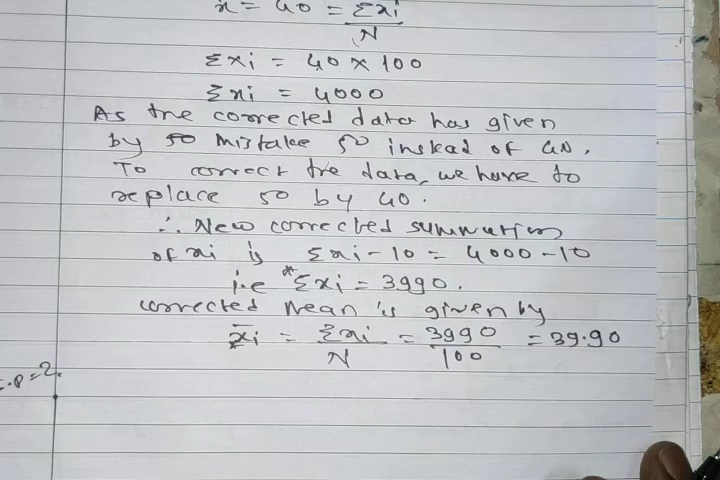 x̄ = 40 = Σxi
N
Σxi = 40 × 100
Σxi = 4000
As the corrected data has given
by 50 mistake 50 instead of 40.
To correct the data, we have to
replace 50 by 40.
∴ New corrected summation
of xi is Σxi - 10 = 4000 - 10
i.e *Σxi = 3990.
corrected mean is given by
x̄i = Σxi = 3990 = 39.90
N 100
=2.